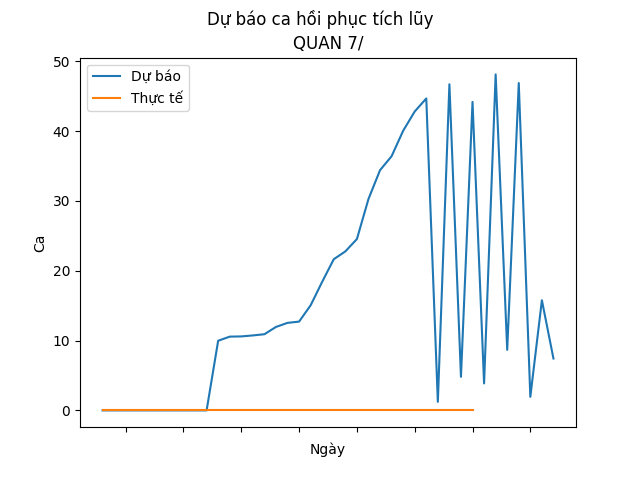 Dự báo ca hồi phục tích lũy
QUAN 7/
Dự báo
Thực tế
50
40
30
20
10
0
Ca
Ngày